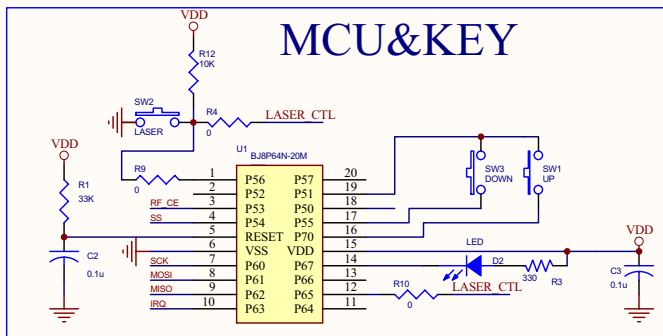 MCU&KEY
VDD
R12
10K
SW2
LASER
R4
0
LASER_CTL
U1
BJ8P64N-20M
VDD
R1
33K
R9
0
1 P56 P57 20
2 P52 P51 19
RF_CE 3 P53 P50 18
SS 4 P54 P55 17
5 RESET P70 16
6 VSS VDD 15
SCK 7 P60 P67 14
MOSI 8 P61 P66 13
MISO 9 P62 P65 12
IRQ 10 P63 P64 11
C2
0.1u
SW3
DOWN
SW1
UP
LED
D2
330
R3
VDD
C3
0.1u
R10
0
LASER_CTL